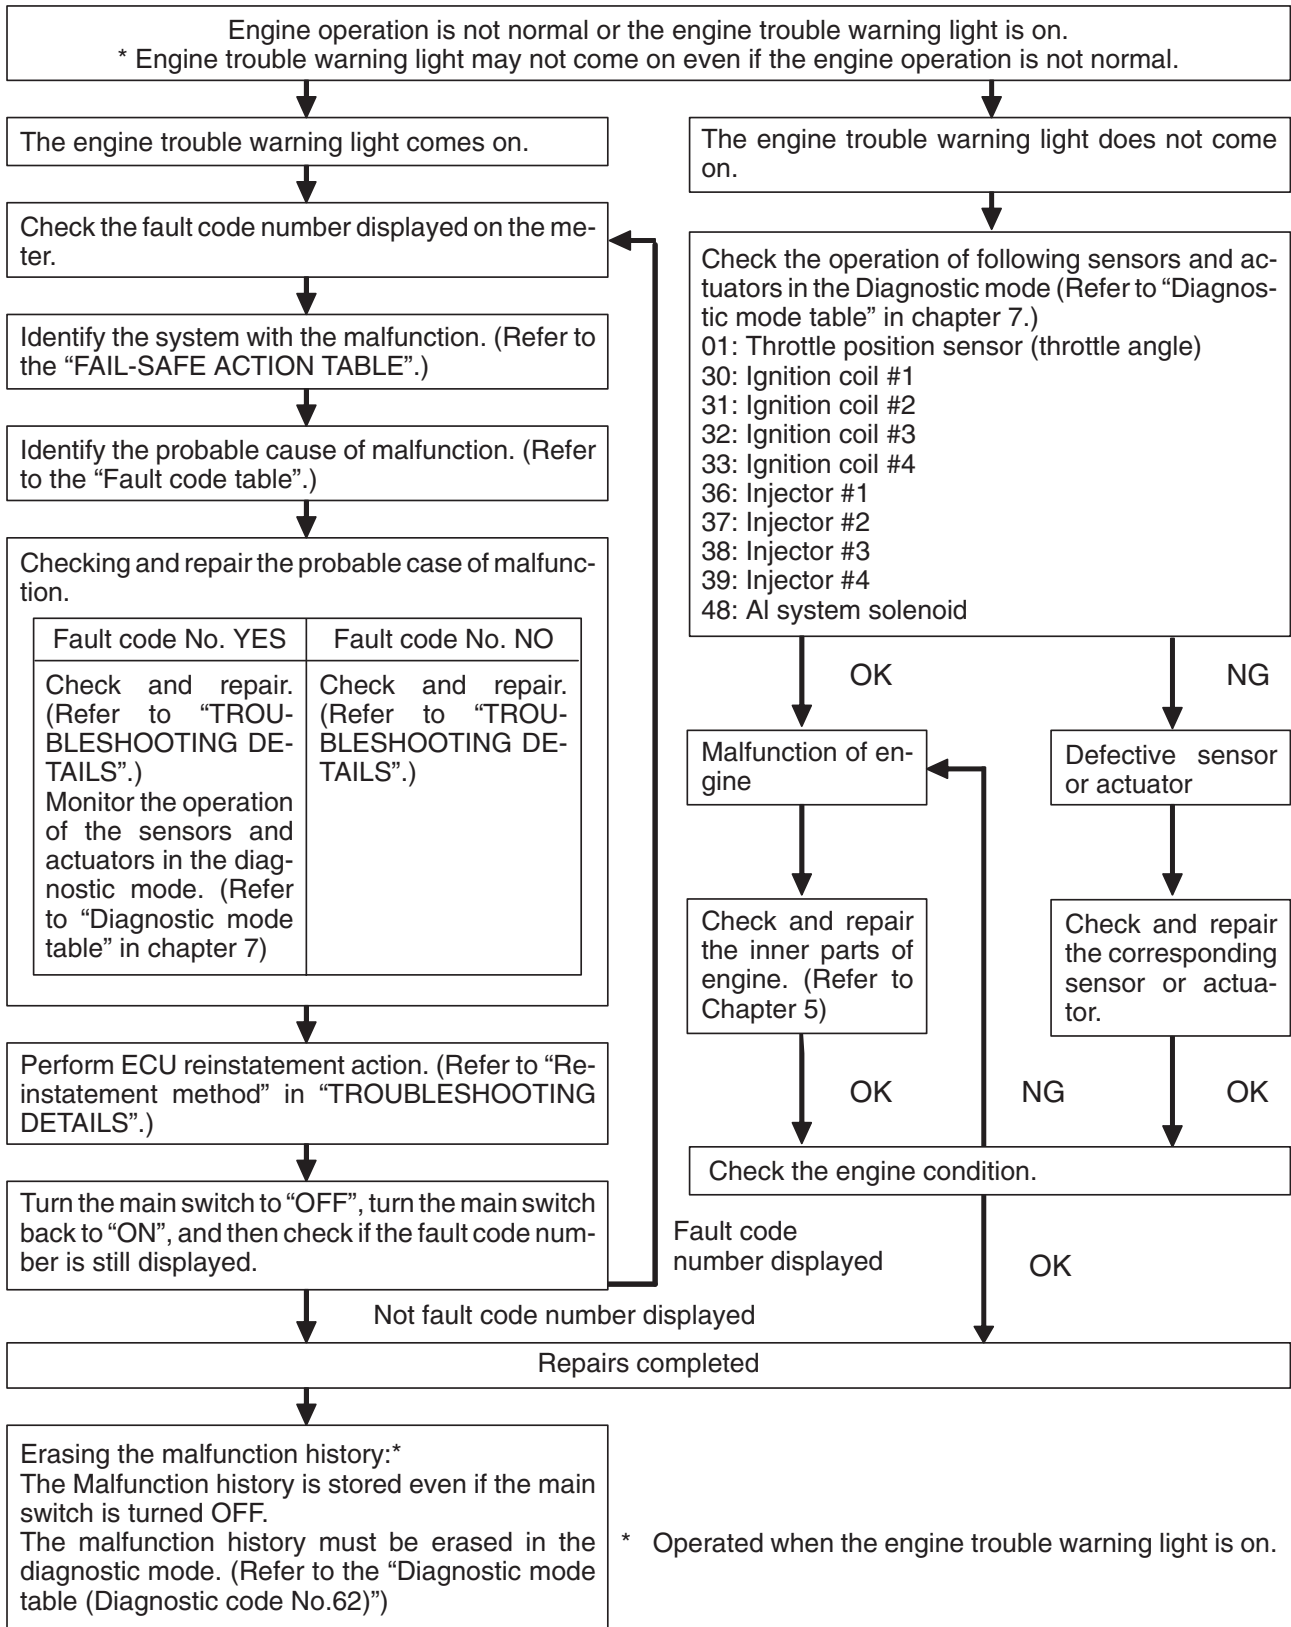 Engine operation is not normal or the engine trouble warning light is on.
* Engine trouble warning light may not come on even if the engine operation is not normal.
The engine trouble warning light comes on.
Check the fault code number displayed on the me-
ter.
Identify the system with the malfunction. (Refer to
the “FAIL-SAFE ACTION TABLE”.)
Identify the probable cause of malfunction. (Refer
to the “Fault code table”.)
Checking and repair the probable case of malfunc-
tion.
Fault code No. YES
Check and repair.
(Refer to “TROU-
BLESHOOTING DE-
TAILS”.)
Monitor the operation
of the sensors and
actuators in the diag-
nostic mode. (Refer
to “Diagnostic mode
table” in chapter 7)
Fault code No. NO
Check and repair.
(Refer to “TROU-
BLESHOOTING DE-
TAILS”.)
Perform ECU reinstatement action. (Refer to “Re-
instatement method” in “TROUBLESHOOTING
DETAILS”.)
Turn the main switch to “OFF”, turn the main switch
back to “ON”, and then check if the fault code num-
ber is still displayed.
Fault code
number displayed
Not fault code number displayed
The engine trouble warning light does not come
on.
Check the operation of following sensors and ac-
tuators in the Diagnostic mode (Refer to “Diagnos-
tic mode table” in chapter 7.)
01: Throttle position sensor (throttle angle)
30: Ignition coil #1
31: Ignition coil #2
32: Ignition coil #3
33: Ignition coil #4
36: Injector #1
37: Injector #2
38: Injector #3
39: Injector #4
48: AI system solenoid
OK
NG
Malfunction of en-
gine
Defective sensor
or actuator
Check and repair
the inner parts of
engine. (Refer to
Chapter 5)
Check and repair
the corresponding
sensor or actua-
tor.
OK
NG
OK
Check the engine condition.
OK
Repairs completed
Erasing the malfunction history:*
The Malfunction history is stored even if the main
switch is turned OFF.
The malfunction history must be erased in the
diagnostic mode. (Refer to the “Diagnostic mode
table (Diagnostic code No.62)”)
* Operated when the engine trouble warning light is on.